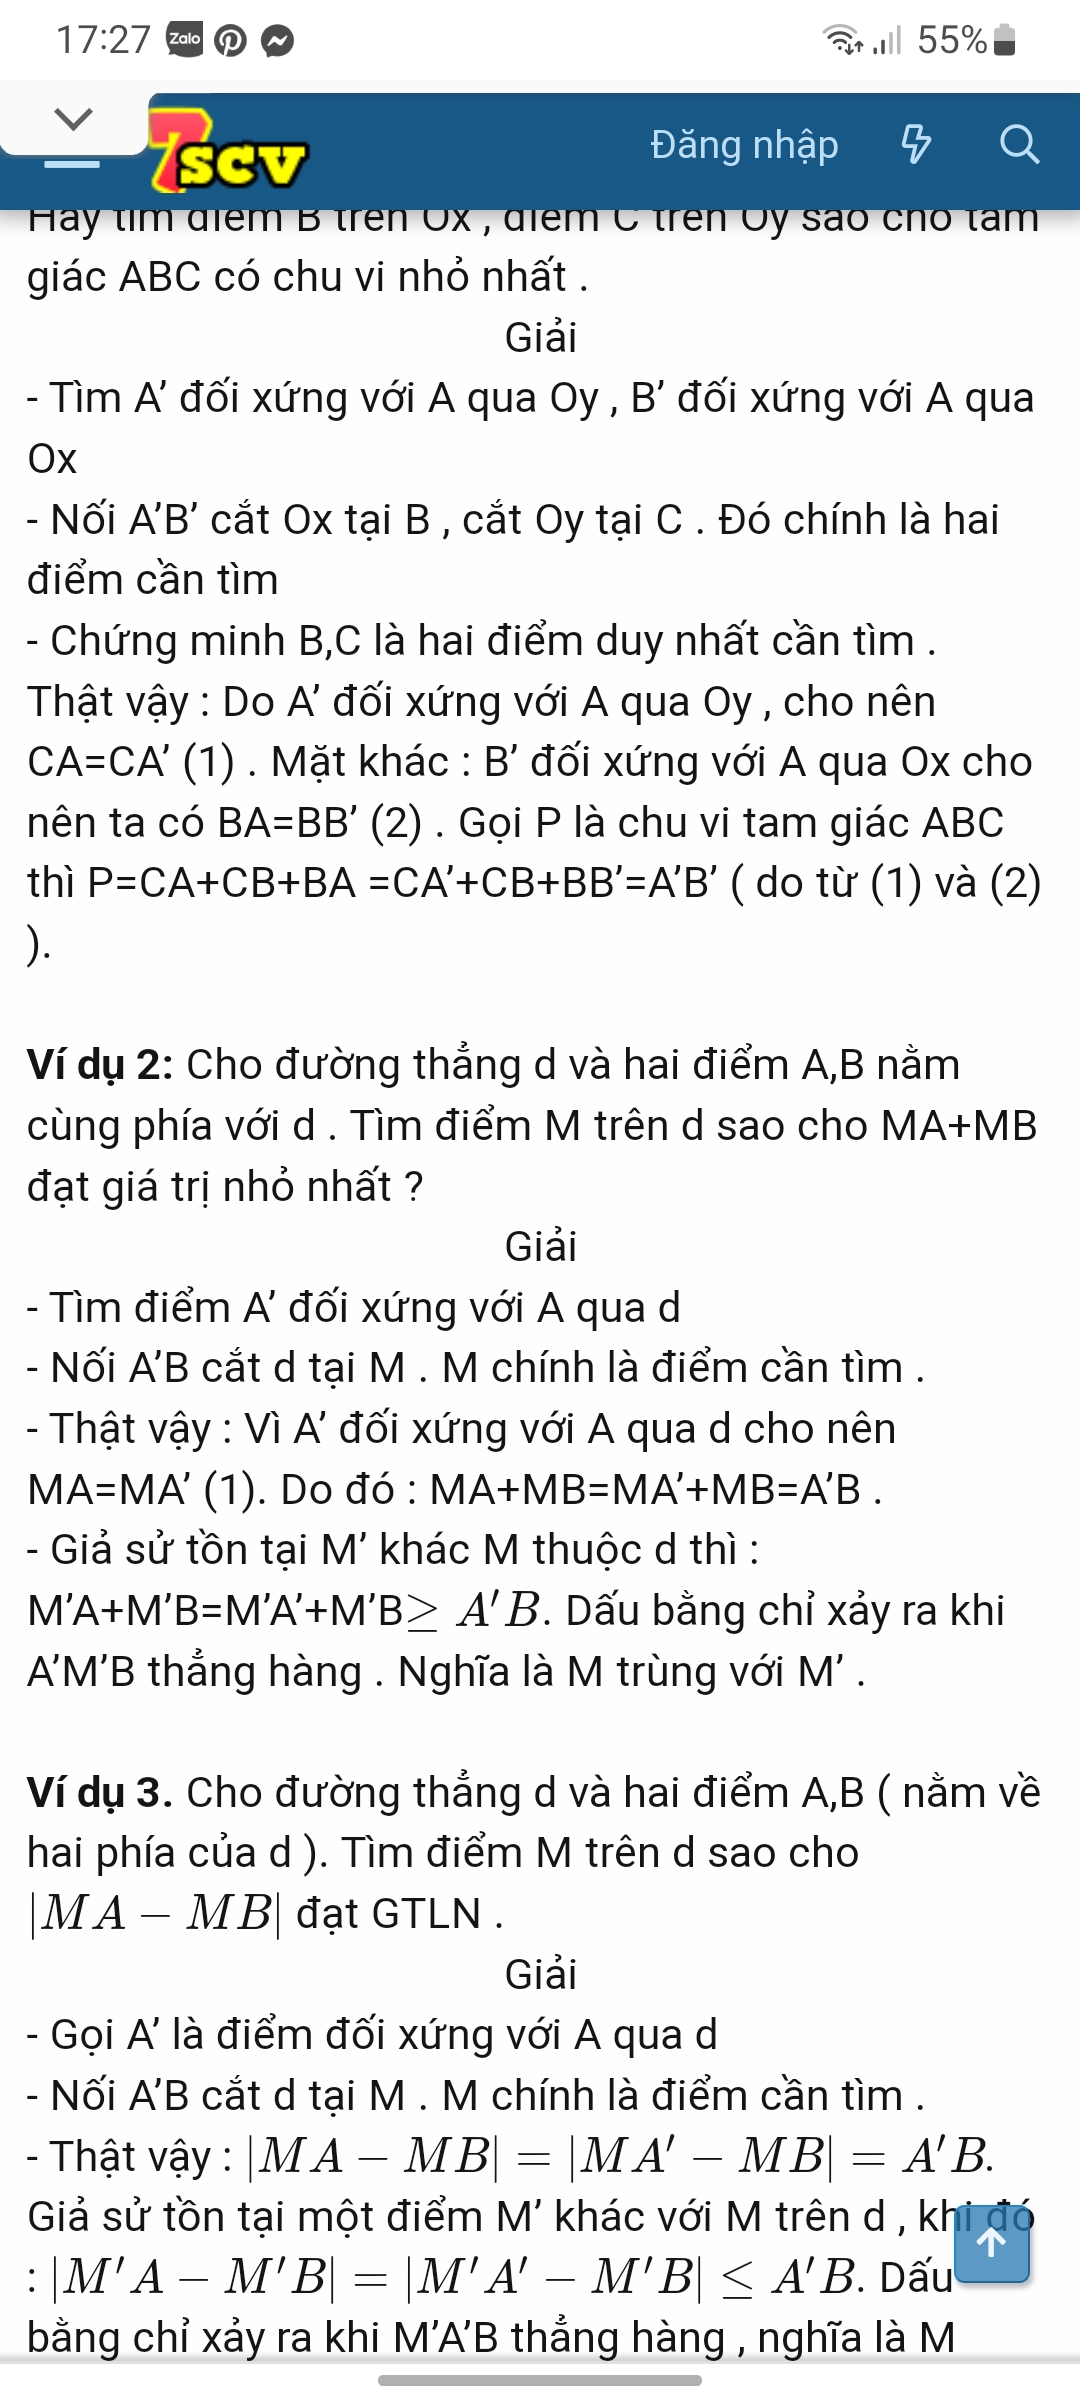 17:27 Zalo 55%
7scv Đăng nhập
Hãy tìm điểm B trên Ox , điểm C trên Oy sao cho tam
giác ABC có chu vi nhỏ nhất .
Giải
- Tìm A’ đối xứng với A qua Oy , B’ đối xứng với A qua
Ox
- Nối A’B’ cắt Ox tại B , cắt Oy tại C . Đó chính là hai
điểm cần tìm
- Chứng minh B,C là hai điểm duy nhất cần tìm .
Thật vậy : Do A’ đối xứng với A qua Oy , cho nên
CA=CA’ (1) . Mặt khác : B’ đối xứng với A qua Ox cho
nên ta có BA=BB’ (2) . Gọi P là chu vi tam giác ABC
thì P=CA+CB+BA =CA’+CB+BB’=A’B’ ( do từ (1) và (2)
).
Ví dụ 2: Cho đường thẳng d và hai điểm A,B nằm
cùng phía với d . Tìm điểm M trên d sao cho MA+MB
đạt giá trị nhỏ nhất ?
Giải
- Tìm điểm A’ đối xứng với A qua d
- Nối A’B cắt d tại M . M chính là điểm cần tìm .
- Thật vậy : Vì A’ đối xứng với A qua d cho nên
MA=MA’ (1). Do đó : MA+MB=MA’+MB=A’B .
- Giả sử tồn tại M’ khác M thuộc d thì :
M’A+M’B=M’A’+M’B≥ A′B. Dấu bằng chỉ xảy ra khi
A’M’B thẳng hàng . Nghĩa là M trùng với M’ .
Ví dụ 3. Cho đường thẳng d và hai điểm A,B ( nằm về
hai phía của d ). Tìm điểm M trên d sao cho
|MA − MB| đạt GTLN .
Giải
- Gọi A’ là điểm đối xứng với A qua d
- Nối A’B cắt d tại M . M chính là điểm cần tìm .
- Thật vậy : |MA − MB| = |MA′ − MB| = A′B.
Giả sử tồn tại một điểm M’ khác với M trên d , khi đó
: |M′A − M′B| = |M′A′ − M′B| ≤ A′B. Dấu
bằng chỉ xảy ra khi M’A’B thẳng hàng , nghĩa là M